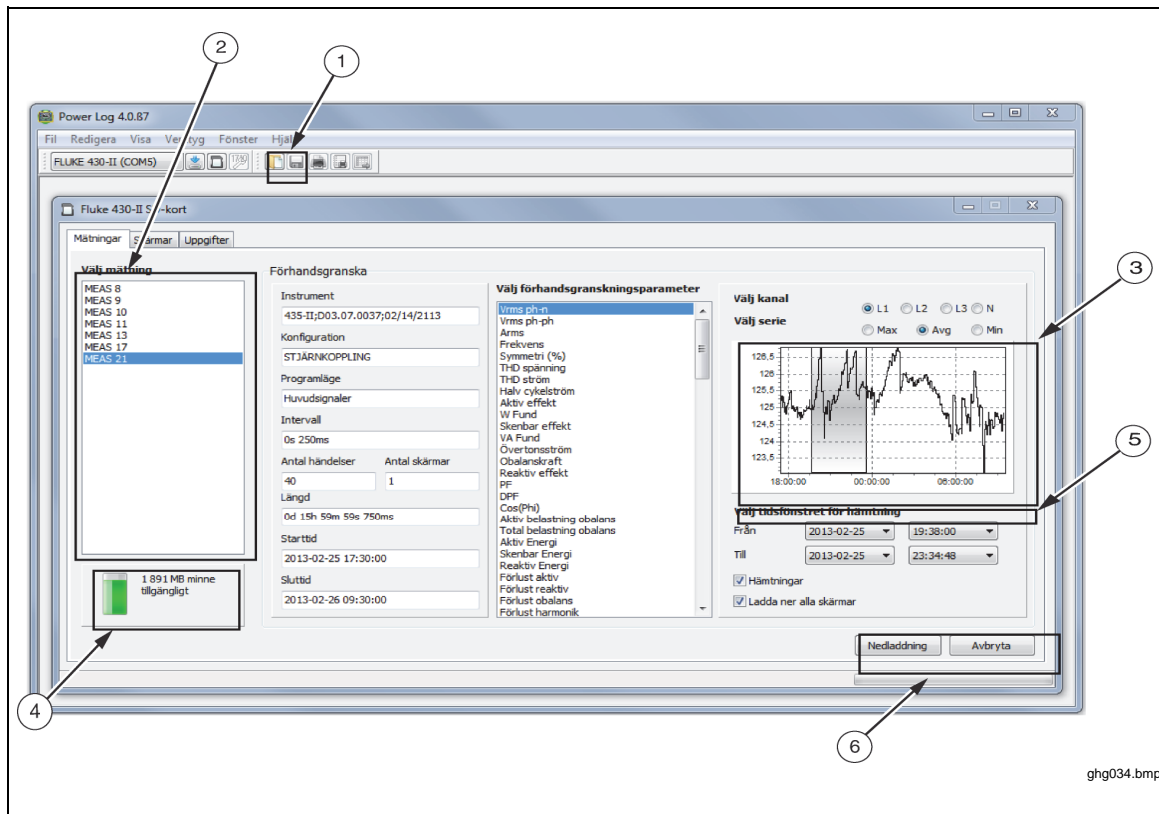 2
1
Power Log 4.0.87
Fil Redigera Visa Verktyg Fönster Hjälp
FLUKE 430-II (COM5)
Fluke 430-II SD-kort
Mätningar Skärmar Uppgifter
Välj mätning
MEAS 8
MEAS 9
MEAS 10
MEAS 11
MEAS 13
MEAS 17
MEAS 21
1 891 MB minne
tillgängligt
Förhandsgranska
Instrument
435-II;D03.07.0037;02/14/2113
Konfiguration
STJÄRNKOPPLING
Programläge
Huvudsignaler
Intervall
0s 250ms
Antal händelser Antal skärmar
40 1
Längd
0d 15h 59m 59s 750ms
Starttid
2013-02-25 17:30:00
Sluttid
2013-02-26 09:30:00
Välj förhandsgranskningsparameter
Vrms ph-n
Vrms ph-ph
Arms
Frekvens
Symmetri (%)
THD spänning
THD ström
Halv cykelström
Aktiv effekt
W Fund
Skenbar effekt
VA Fund
Övertonsström
Obalanskraft
Reaktiv effekt
PF
DPF
Cos(Phi)
Aktiv belastning obalans
Total belastning obalans
Aktiv Energi
Skenbar Energi
Reaktiv Energi
Förlust aktiv
Förlust reaktiv
Förlust obalans
Förlust harmonik
Välj kanal L1 L2 L3 N
Välj serie Max Avg Min
126,5
126
125,5
125
124,5
124
123,5
18:00:00 00:00:00 06:00:00
Välj tidsfönstret för hämtning
Från 2013-02-25 19:38:00
Till 2013-02-25 23:34:48
Hämtningar
Ladda ner alla skärmar
Nedladdning Avbryta
3
5
4
6
ghg034.bmp